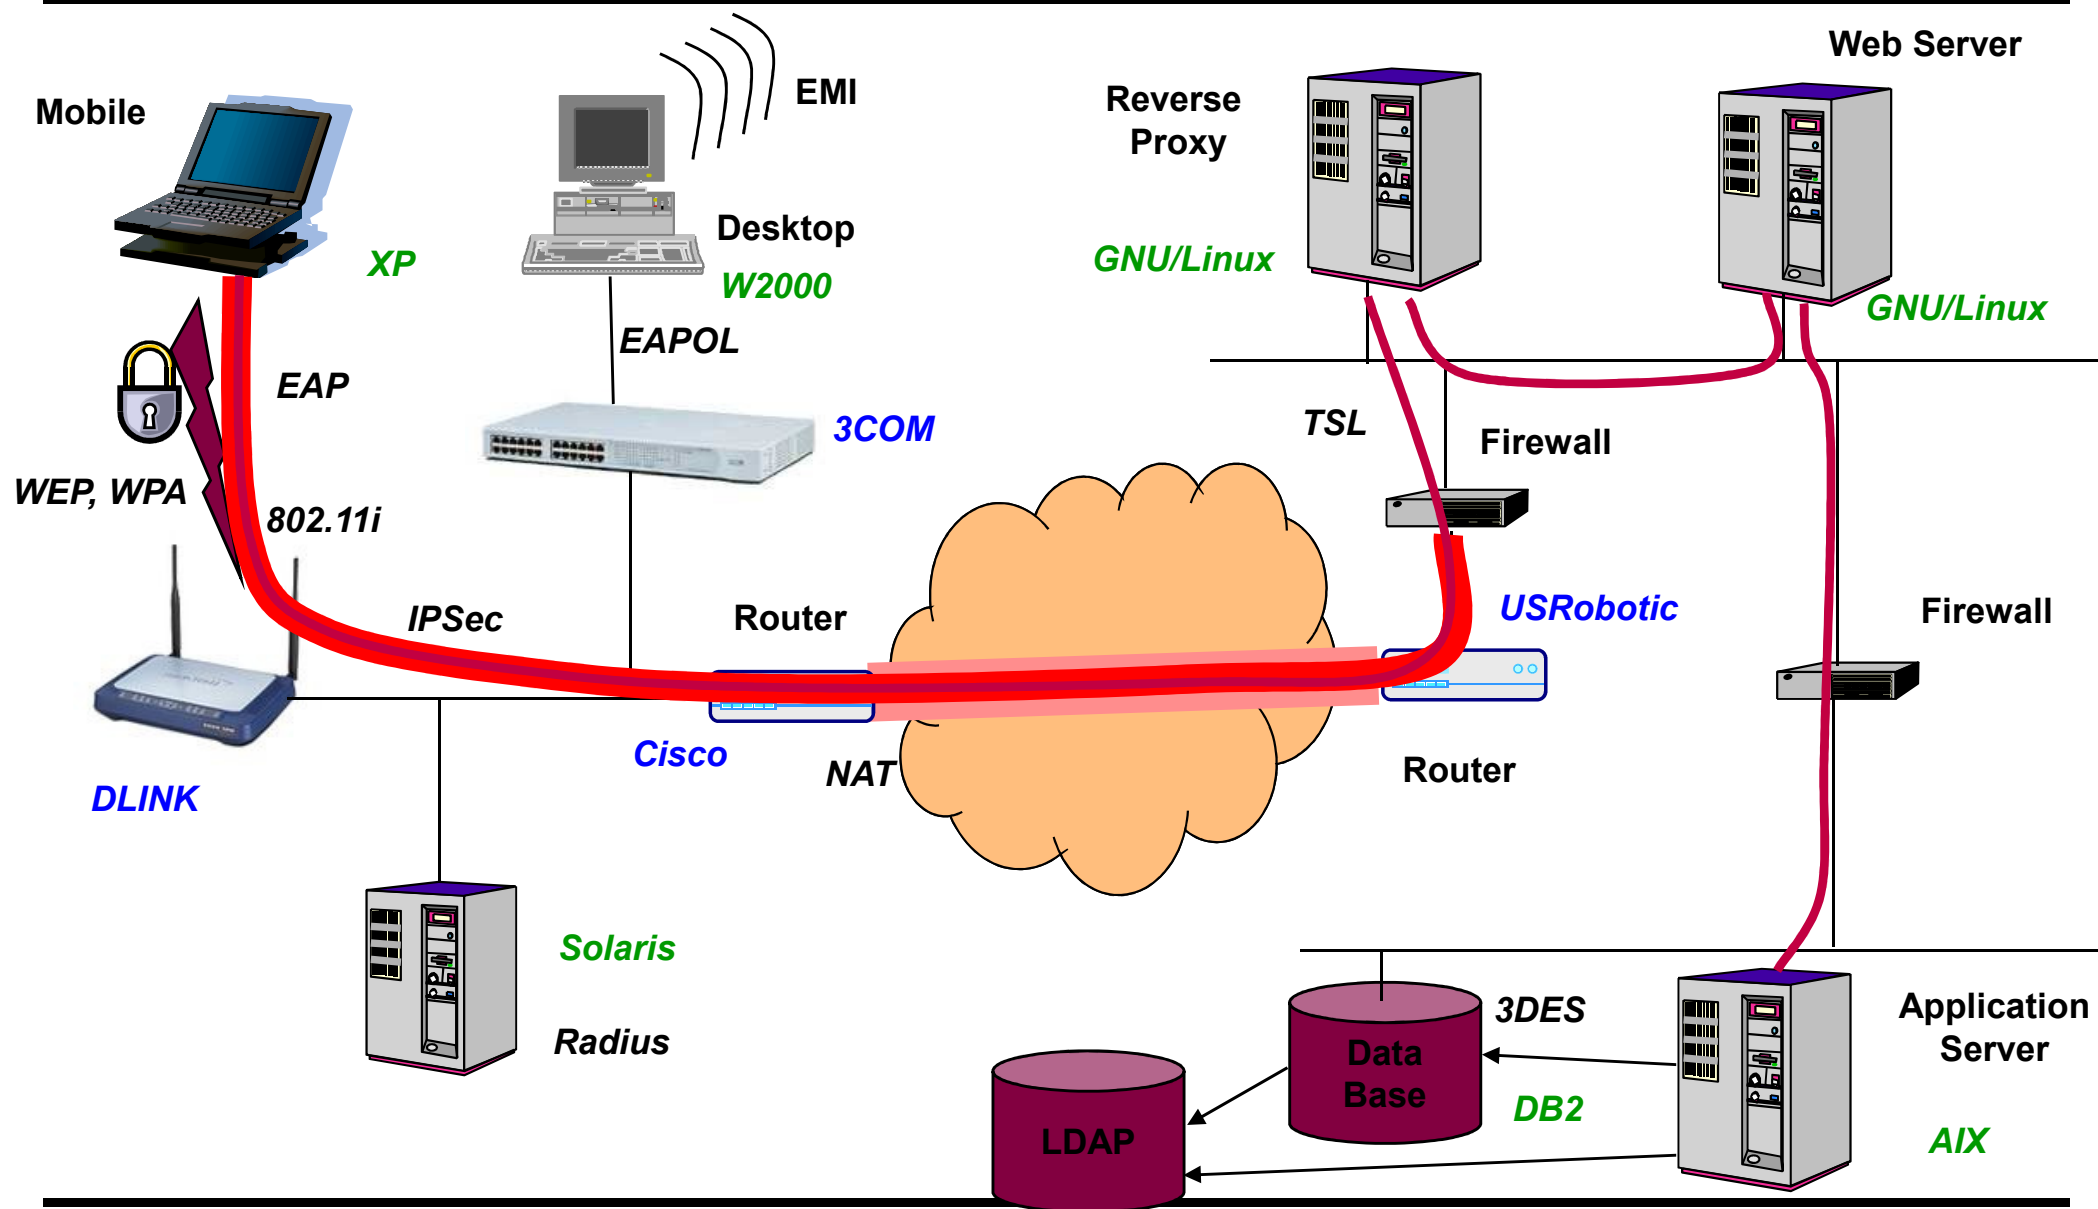 Web Server
EMI
Mobile
Reverse
Proxy
Desktop
XP
GNU/Linux
W2000
GNU/Linux
EAPOL
EAP
TSL
3COM
Firewall
WEP, WPA
802.11i
IPSec
Router
USRobotic
Firewall
Cisco
NAT
Router
DLINK
Solaris
Radius
3DES
Application
Server
Data
Base
DB2
LDAP
AIX